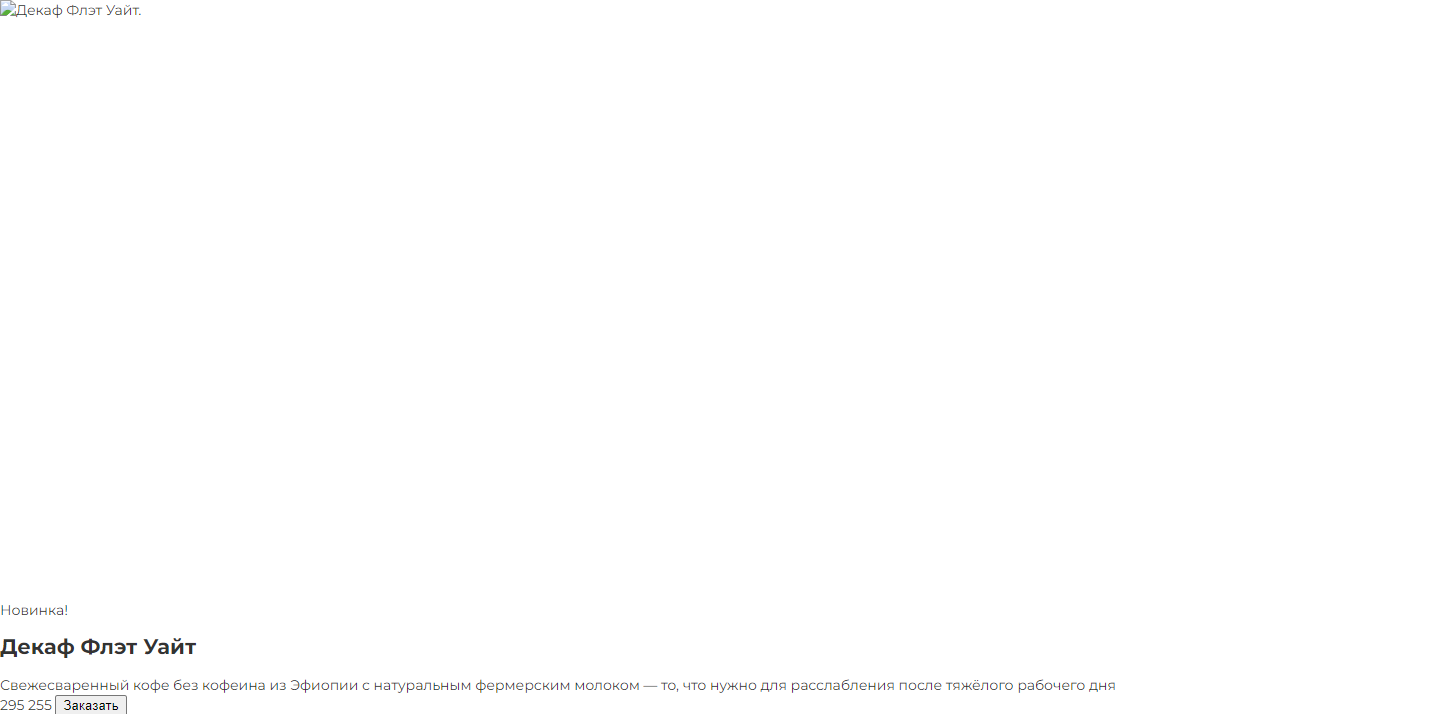 Декаф Флэт Уайт.
Новинка!
Декаф Флэт Уайт
Свежесваренный кофе без кофеина из Эфиопии с натуральным фермерским молоком — то, что нужно для расслабления после тяжёлого рабочего дня
295 255 Заказать